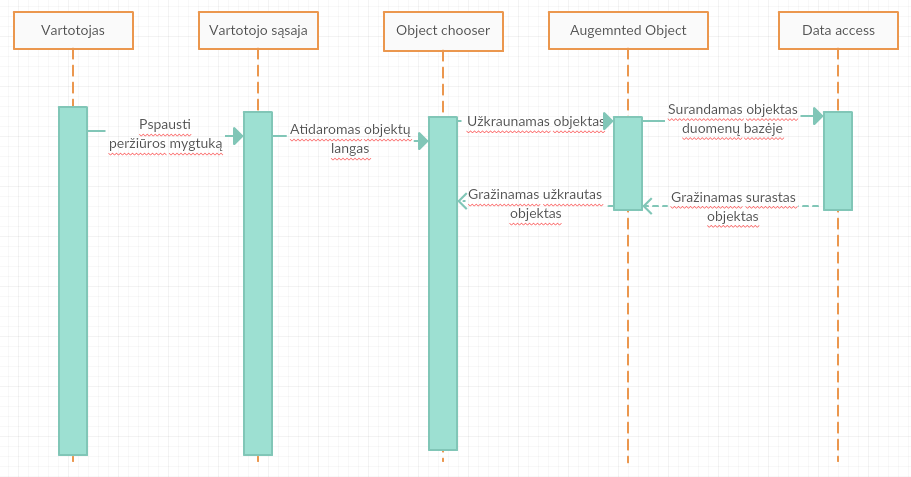 Vartotojas
Vartotojo sąsaja
Object chooser
Augemnted Object
Data access
Pspausti
peržiūros mygtuką
Atidaromas objektų
langas
Užkraunamas objektas
Surandamas objektas
duomenų bazėje
Gražinamas užkrautas
objektas
Gražinamas surastas
objektas